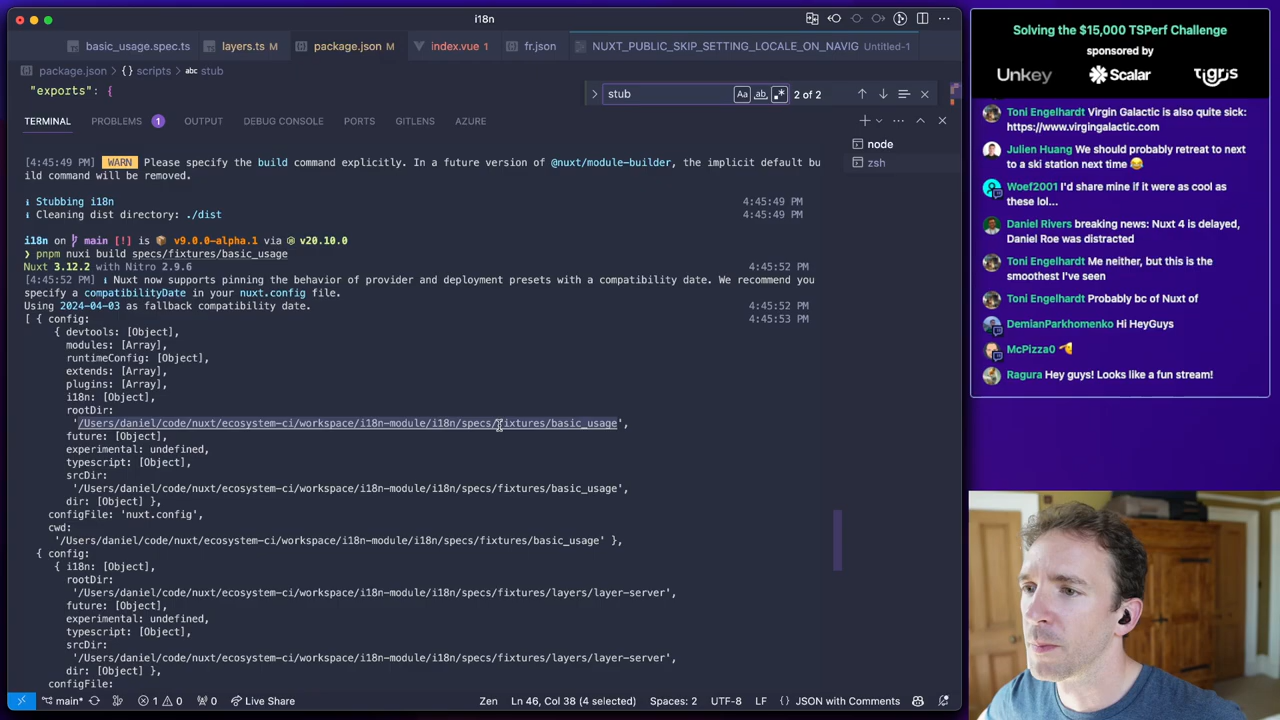 i18n
basic_usage.spec.ts
layers.ts M
package.json M
index.vue 1
fr.json
NUXT_PUBLIC_SKIP_SETTING_LOCALE_ON_NAVIG Untitled-1
package.json > {} scripts > abc stub
"exports": {
stub
Aa ab .* 2 of 2
TERMINAL
PROBLEMS 1
OUTPUT
DEBUG CONSOLE
PORTS
GITLENS
AZURE
node
zsh
[4:45:49 PM] WARN Please specify the build command explicitly. In a future version of @nuxt/module-builder, the implicit default bu
ild command will be removed.
i Stubbing i18n 4:45:49 PM
i Cleaning dist directory: ./dist 4:45:49 PM
i18n on main [!] is v9.0.0-alpha.1 via v20.10.0
❯ pnpm nuxi build specs/fixtures/basic_usage
Nuxt 3.12.2 with Nitro 2.9.6 4:45:52 PM
[4:45:52 PM] i Nuxt now supports pinning the behavior of provider and deployment presets with a compatibility date. We recommend you
specify a compatibilityDate in your nuxt.config file.
Using 2024-04-03 as fallback compatibility date. 4:45:52 PM
[ { config: 4:45:53 PM
{ devtools: [Object],
modules: [Array],
runtimeConfig: [Object],
extends: [Array],
plugins: [Array],
i18n: [Object],
rootDir:
'/Users/daniel/code/nuxt/ecosystem-ci/workspace/i18n-module/i18n/specs/fixtures/basic_usage',
future: [Object],
experimental: undefined,
typescript: [Object],
srcDir:
'/Users/daniel/code/nuxt/ecosystem-ci/workspace/i18n-module/i18n/specs/fixtures/basic_usage',
dir: [Object] },
configFile: 'nuxt.config',
cwd:
'/Users/daniel/code/nuxt/ecosystem-ci/workspace/i18n-module/i18n/specs/fixtures/basic_usage' },
{ config:
{ i18n: [Object],
rootDir:
'/Users/daniel/code/nuxt/ecosystem-ci/workspace/i18n-module/i18n/specs/fixtures/layers/layer-server',
future: [Object],
experimental: undefined,
typescript: [Object],
srcDir:
'/Users/daniel/code/nuxt/ecosystem-ci/workspace/i18n-module/i18n/specs/fixtures/layers/layer-server',
dir: [Object] },
configFile:
main* 1 0 0 Live Share
Zen Ln 46, Col 38 (4 selected) Spaces: 2 UTF-8 LF {} JSON with Comments
Solving the $15,000 TSPerf Challenge
sponsored by
Unkey Scalar tigris
Toni Engelhardt Virgin Galactic is also quite sick:
https://www.virgingalactic.com
Julien Huang We should probably retreat to next
to a ski station next time 😂
Woef2001 I'd share mine if it were as cool as
these lol...
Daniel Rivers breaking news: Nuxt 4 is delayed,
Daniel Roe was distracted
Toni Engelhardt Me neither, but this is the
smoothest I've seen
Toni Engelhardt Probably bc of Nuxt of
DemianParkhomenko Hi HeyGuys
McPizza0 🫡
Ragura Hey guys! Looks like a fun stream!